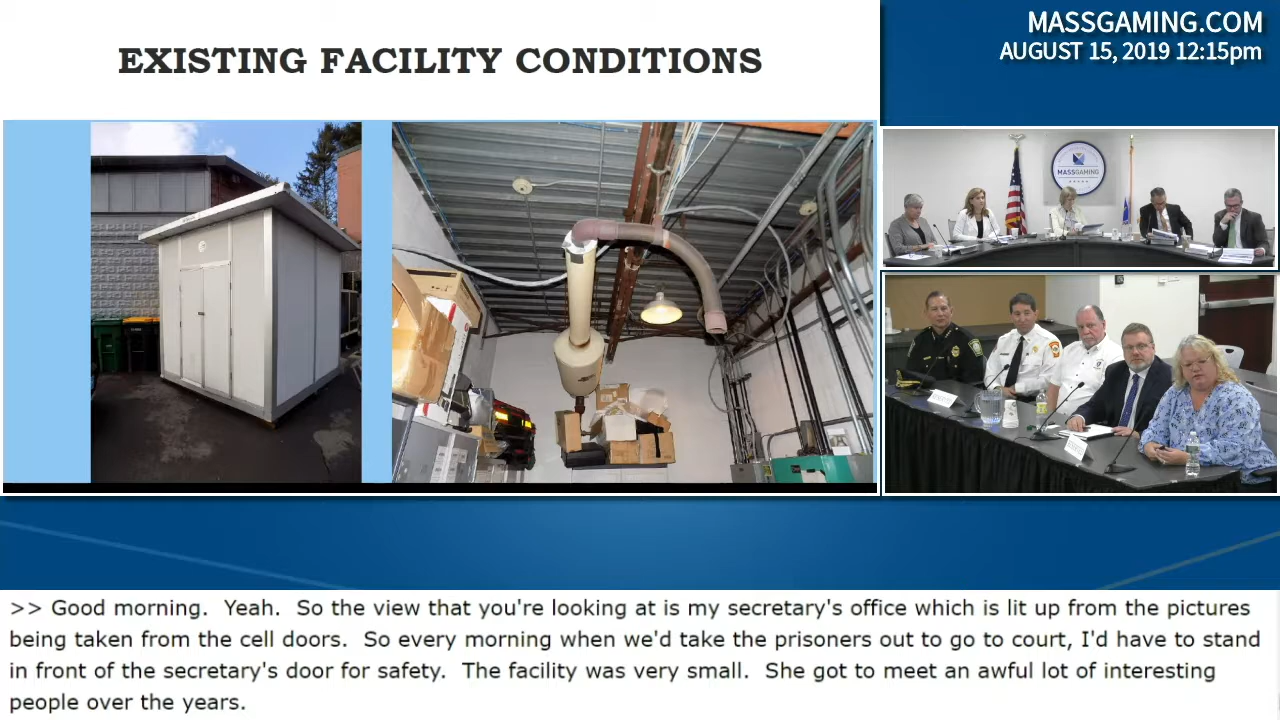 EXISTING FACILITY CONDITIONS
MASSGAMING.COM
AUGUST 15, 2019 12:15pm
MASSGAMING
>> Good morning.  Yeah.  So the view that you're looking at is my secretary's office which is lit up from the pictures
being taken from the cell doors.  So every morning when we'd take the prisoners out to go to court, I'd have to stand
in front of the secretary's door for safety.  The facility was very small.  She got to meet an awful lot of interesting
people over the years.